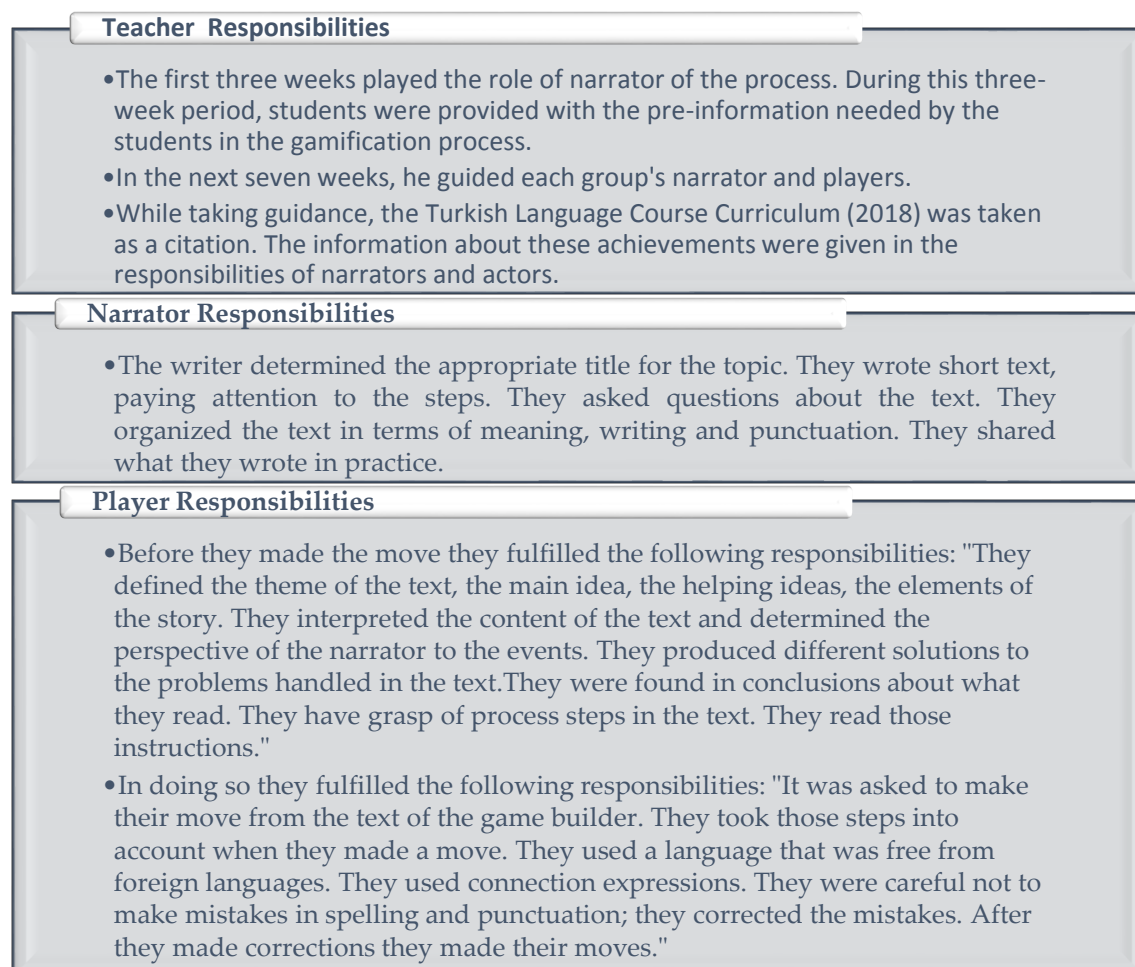 Teacher Responsibilities
•The first three weeks played the role of narrator of the process. During this three-
week period, students were provided with the pre-information needed by the
students in the gamification process.
•In the next seven weeks, he guided each group's narrator and players.
•While taking guidance, the Turkish Language Course Curriculum (2018) was taken
as a citation. The information about these achievements were given in the
responsibilities of narrators and actors.
Narrator Responsibilities
•The writer determined the appropriate title for the topic. They wrote short text,
paying attention to the steps. They asked questions about the text. They
organized the text in terms of meaning, writing and punctuation. They shared
what they wrote in practice.
Player Responsibilities
•Before they made the move they fulfilled the following responsibilities: "They
defined the theme of the text, the main idea, the helping ideas, the elements of
the story. They interpreted the content of the text and determined the
perspective of the narrator to the events. They produced different solutions to
the problems handled in the text.They were found in conclusions about what
they read. They have grasp of process steps in the text. They read those
instructions."
•In doing so they fulfilled the following responsibilities: "It was asked to make
their move from the text of the game builder. They took those steps into
account when they made a move. They used a language that was free from
foreign languages. They used connection expressions. They were careful not to
make mistakes in spelling and punctuation; they corrected the mistakes. After
they made corrections they made their moves."